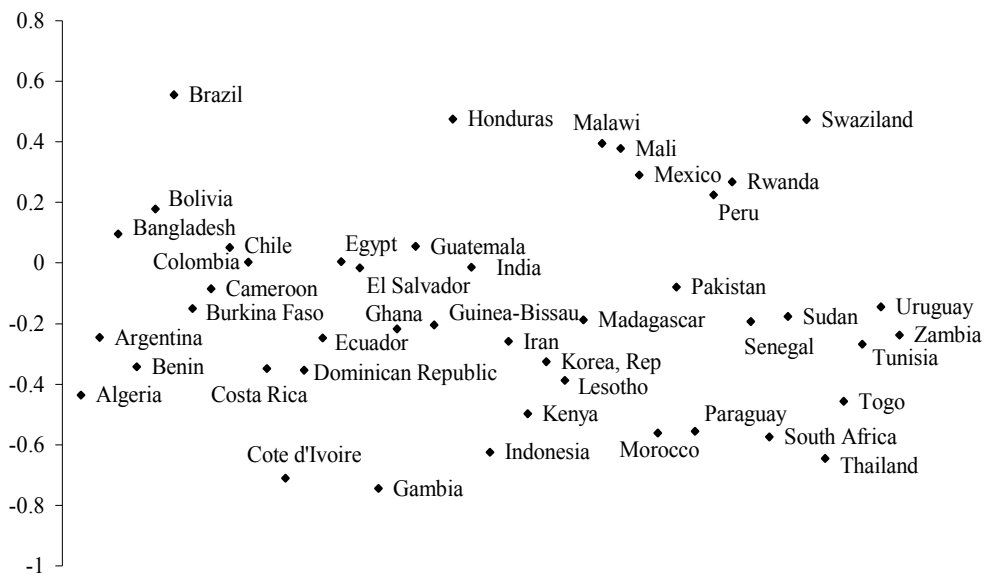 0.8
Brazil
0.6
Honduras
Swaziland
Malawi
0.4
Mali
Mexico
Rwanda
Bolivia
0.2
Peru
Bangladesh
Chile
Egypt
Guatemala
0
Colombia
India
El Salvador
Cameroon
Pakistan
Burkina Faso
Ghana
Guinea-Bissau
Madagascar
Sudan
Uruguay
-0.2
Argentina
Ecuador
Iran
Senegal
Zambia
Tunisia
Benin
Dominican Republic
Korea, Rep
-0.4
Algeria
Costa Rica
Lesotho
Kenya
Paraguay
Togo
-0.6
Cote d'Ivoire
Indonesia
Morocco
South Africa
Thailand
Gambia
-0.8
-1